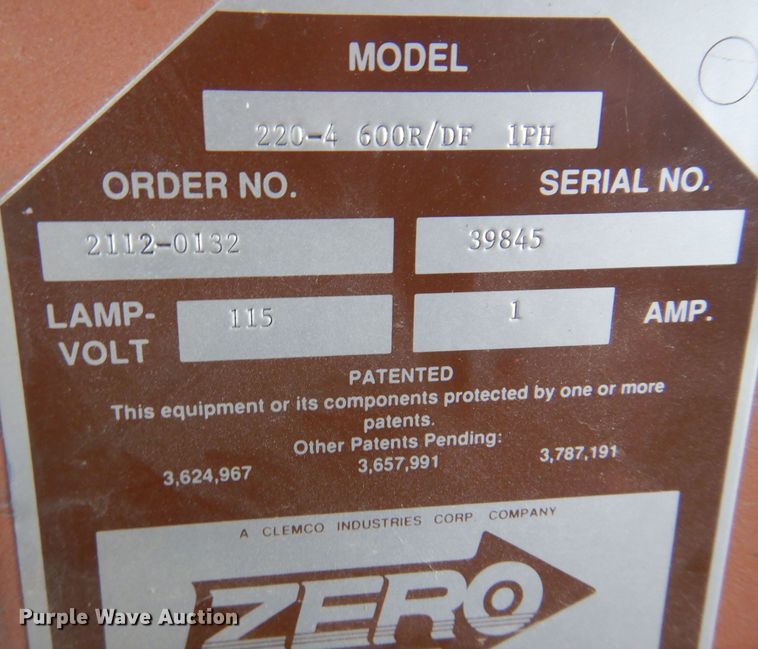 MODEL
220-4 600R/DF 1PH
ORDER NO. SERIAL NO.
2112-0132 39845
LAMP-VOLT 115 1 AMP.
PATENTED
This equipment or its components protected by one or more
patents.
Other Patents Pending:
3,624,967 3,657,991 3,787,191
A CLEMCO INDUSTRIES CORP. COMPANY
ZERO
Purple Wave Auction